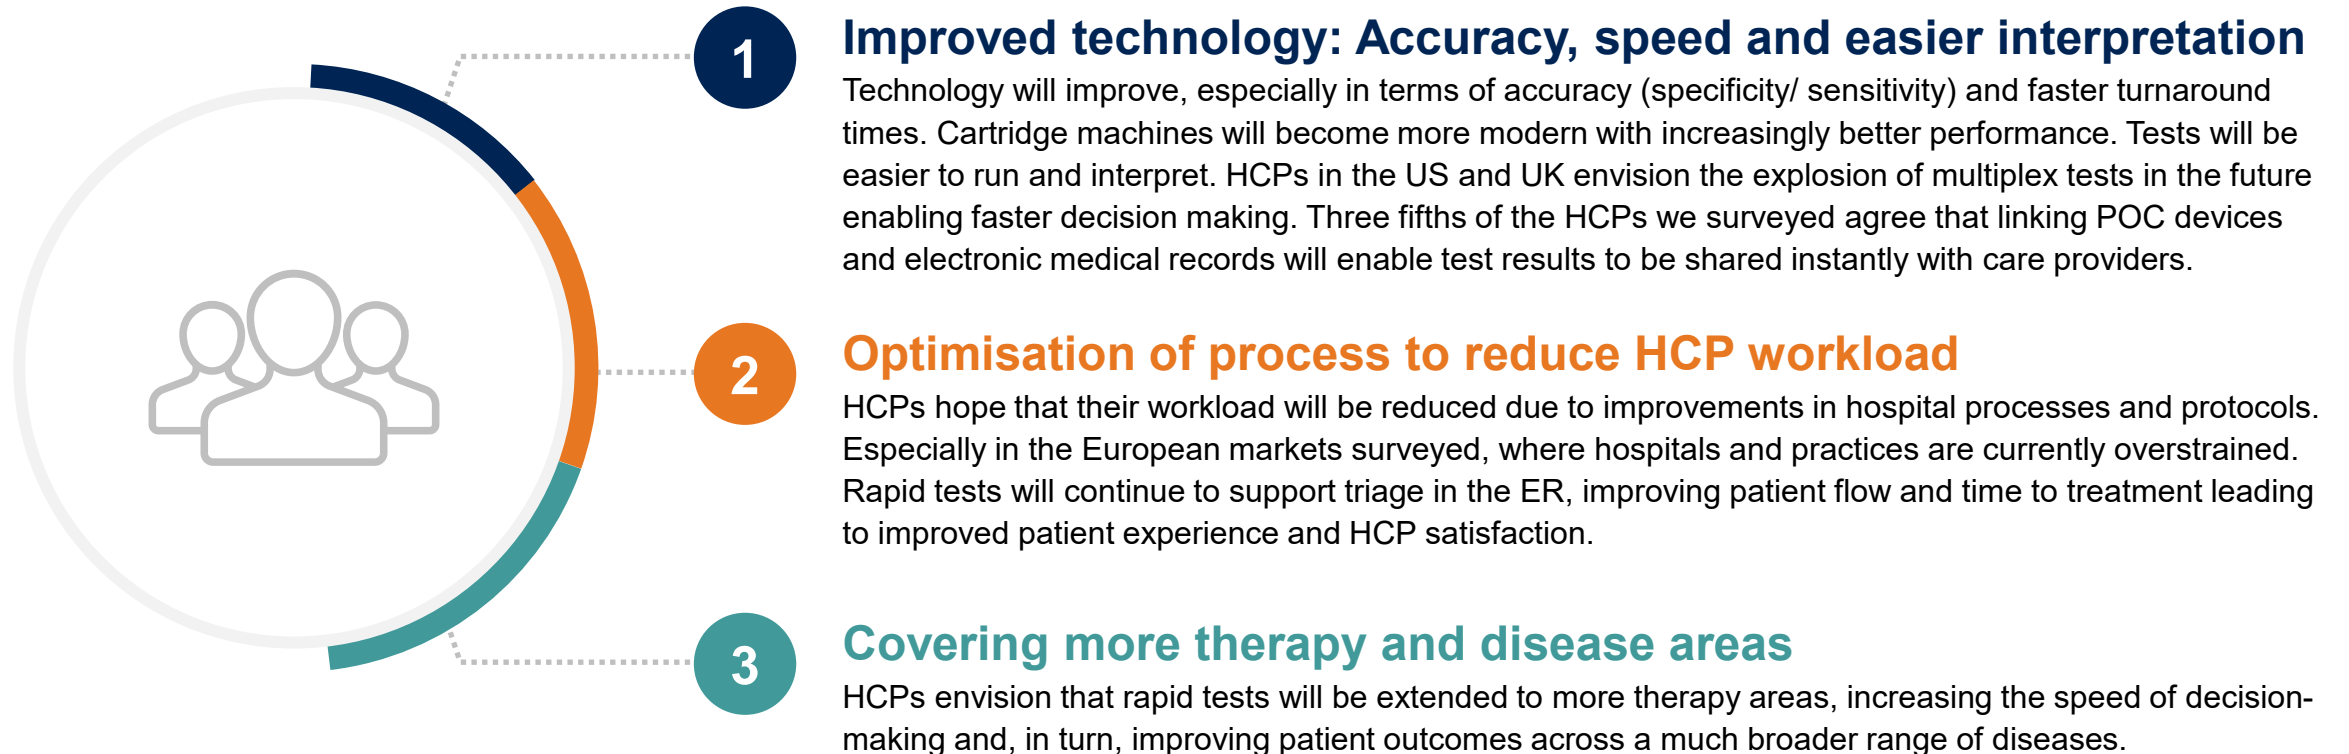 1
Improved technology: Accuracy, speed and easier interpretation
Technology will improve, especially in terms of accuracy (specificity/ sensitivity) and faster turnaround
times. Cartridge machines will become more modern with increasingly better performance. Tests will be
easier to run and interpret. HCPs in the US and UK envision the explosion of multiplex tests in the future
enabling faster decision making. Three fifths of the HCPs we surveyed agree that linking POC devices
and electronic medical records will enable test results to be shared instantly with care providers.
2
Optimisation of process to reduce HCP workload
HCPs hope that their workload will be reduced due to improvements in hospital processes and protocols.
Especially in the European markets surveyed, where hospitals and practices are currently overstrained.
Rapid tests will continue to support triage in the ER, improving patient flow and time to treatment leading
to improved patient experience and HCP satisfaction.
3
Covering more therapy and disease areas
HCPs envision that rapid tests will be extended to more therapy areas, increasing the speed of decision-
making and, in turn, improving patient outcomes across a much broader range of diseases.